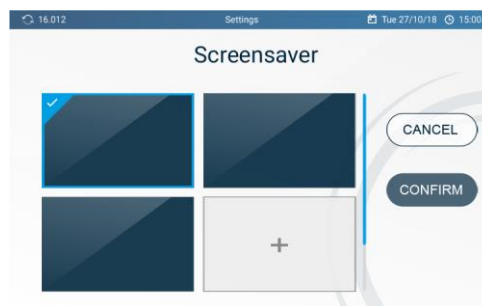 16.012 Settings Tue 27/10/18 15:00
Screensaver
CANCEL
CONFIRM
+